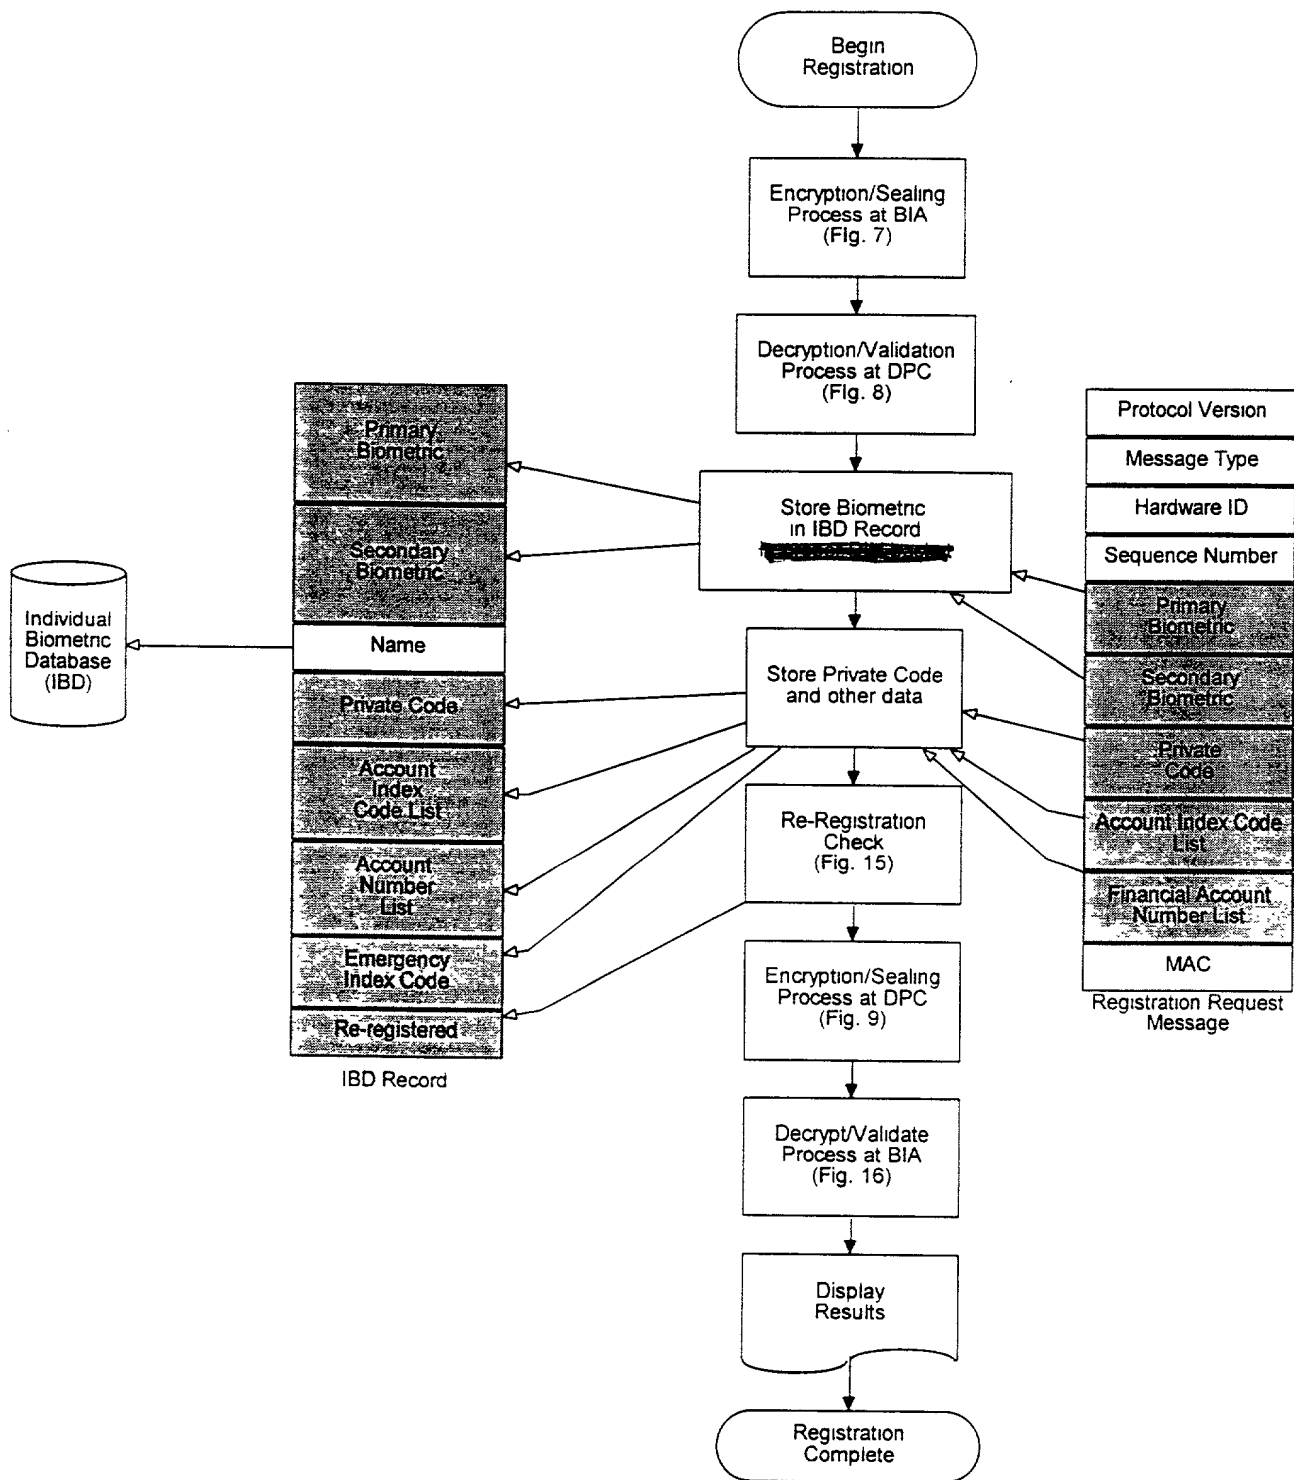 Begin
Registration
Encryption/Sealing
Process at BIA
(Fig. 7)
Decryption/Validation
Process at DPC
(Fig. 8)
Store Biometric
in IBD Record
Store Private Code
and other data
Re-Registration
Check
(Fig. 15)
Encryption/Sealing
Process at DPC
(Fig. 9)
Decrypt/Validate
Process at BIA
(Fig. 16)
Display
Results
Registration
Complete
Individual
Biometric
Database
(IBD)
Primary
Biometric
Secondary
Biometric
Name
Private Code
Account
Index
Code List
Account
Number
List
Emergency
Index Code
Re-registered
IBD Record
Protocol Version
Message Type
Hardware ID
Sequence Number
Primary
Biometric
Secondary
Biometric
Private
Code
Account Index Code
List
Financial Account
Number List
MAC
Registration Request
Message